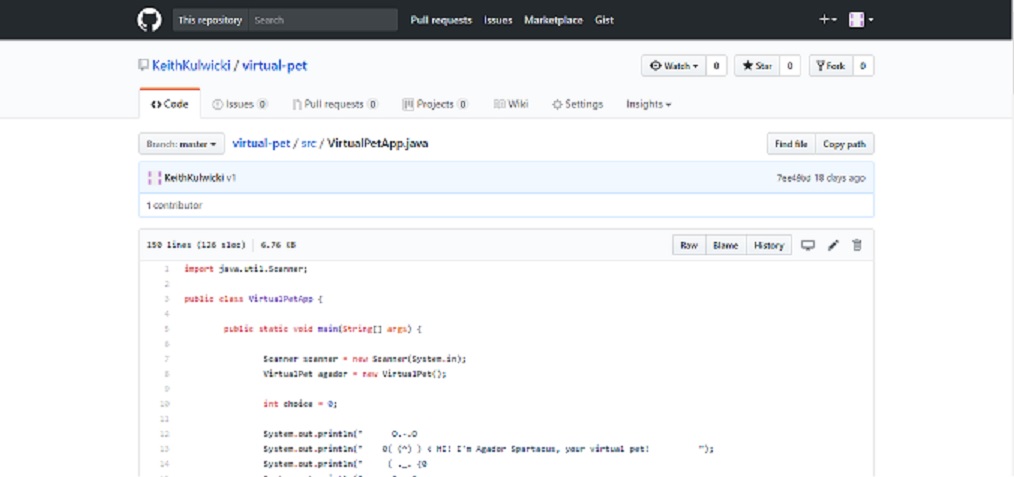 This repository Search Pull requests Issues Marketplace Gist
KeithKulwicki / virtual-pet Watch 0 Star 0 Fork 0
Code Issues 0 Pull requests 0 Projects 0 Wiki Settings Insights
Branch: master virtual-pet / src / VirtualPetApp.java Find file Copy path
KeithKulwicki v1 18 days ago
1 contributor
150 lines (126 sloc) 6.76 KB Raw Blame History
1 import java.util.Scanner;
2
3 public class VirtualPetApp {
4
5 public static void main(String[] args) {
6
7 Scanner scanner = new Scanner(System.in);
8 VirtualPet agador = new VirtualPet();
9
10 int choice = 0;
11
12 System.out.println(" O.-.O
13 System.out.println(" O( (^) ) < HI! I'm Agador Spartacus, your virtual pet! ");
14 System.out.println(" ( ._. (O